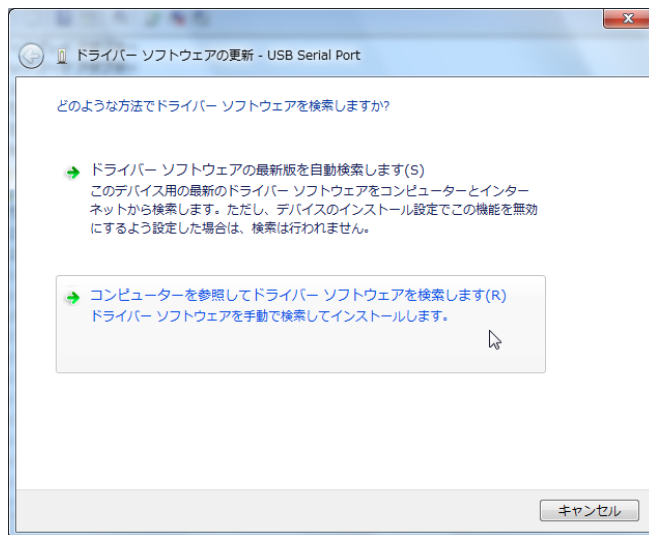 ドライバー ソフトウェアの更新 - USB Serial Port
どのような方法でドライバー ソフトウェアを検索しますか?
ドライバー ソフトウェアの最新版を自動検索します(S)
このデバイス用の最新のドライバー ソフトウェアをコンピューターとインター
ネットから検索します。ただし、デバイスのインストール設定でこの機能を無効
にするよう設定した場合は、検索は行われません。
コンピューターを参照してドライバー ソフトウェアを検索します(R)
ドライバー ソフトウェアを手動で検索してインストールします。
キャンセル